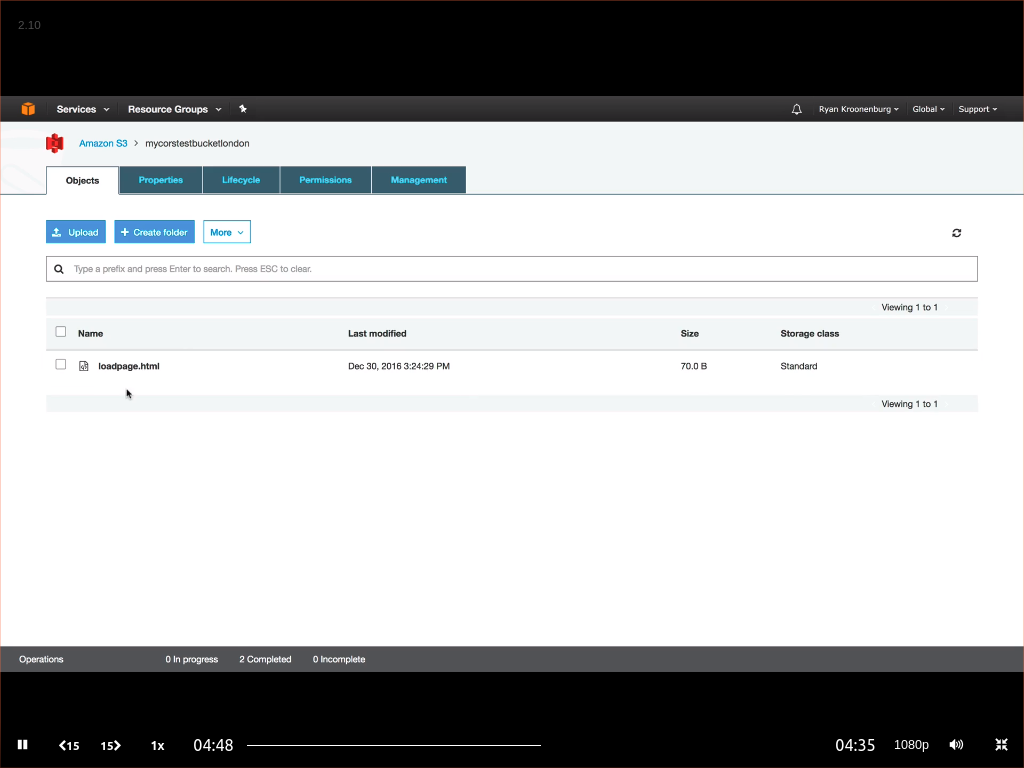 2.10
Services Resource Groups Ryan Kroonenburg Global Support
Amazon S3 > mycorstestbucketlondon
Objects Properties Lifecycle Permissions Management
Upload + Create folder More
Type a prefix and press Enter to search. Press ESC to clear.
Viewing 1 to 1
Name Last modified Size Storage class
loadpage.html Dec 30, 2016 3:24:29 PM 70.0 B Standard
Viewing 1 to 1
Operations 0 In progress 2 Completed 0 Incomplete
15 15 1x 04:48 04:35 1080p